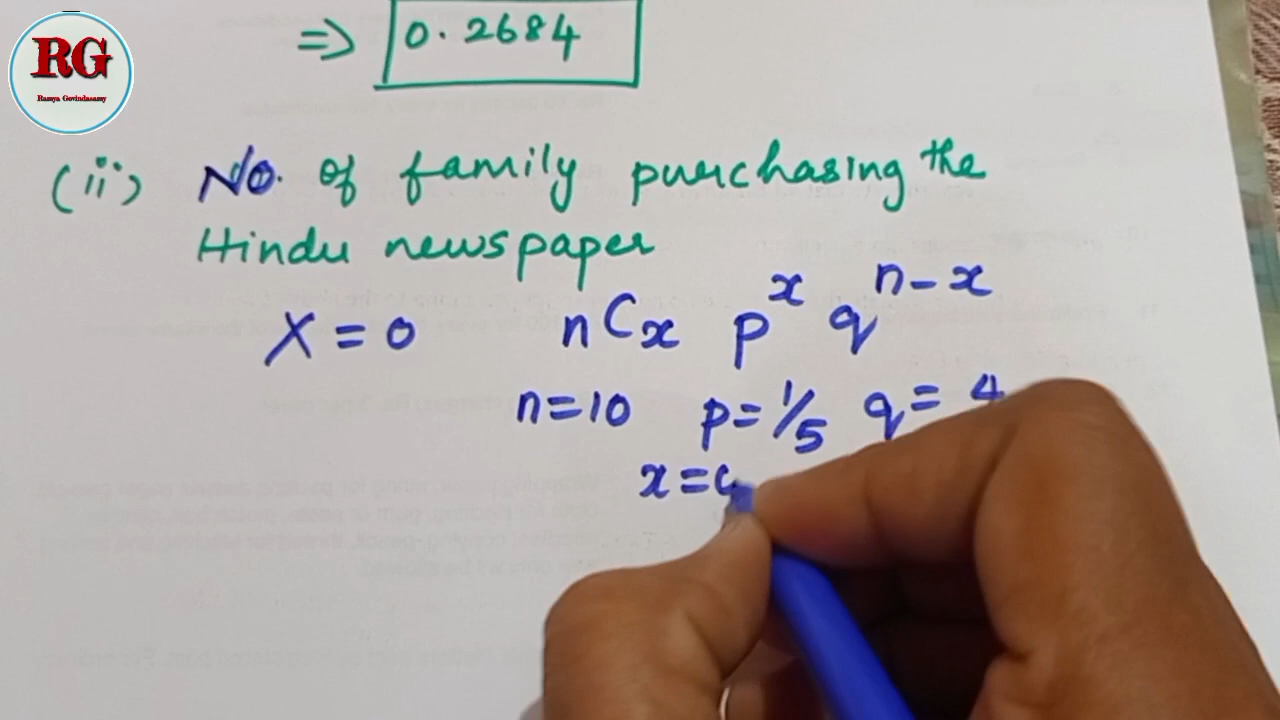 RG
Ramya Govindasamy
=> 0.2684
(ii) No. of family purchasing the
Hindu newspaper
X = 0 nCx p^x q^n-x
n=10 p=1/5 q=4
x=